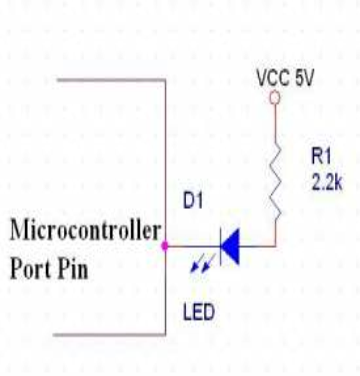 VCC 5V
R1
2.2k
D1
Microcontroller
Port Pin
LED